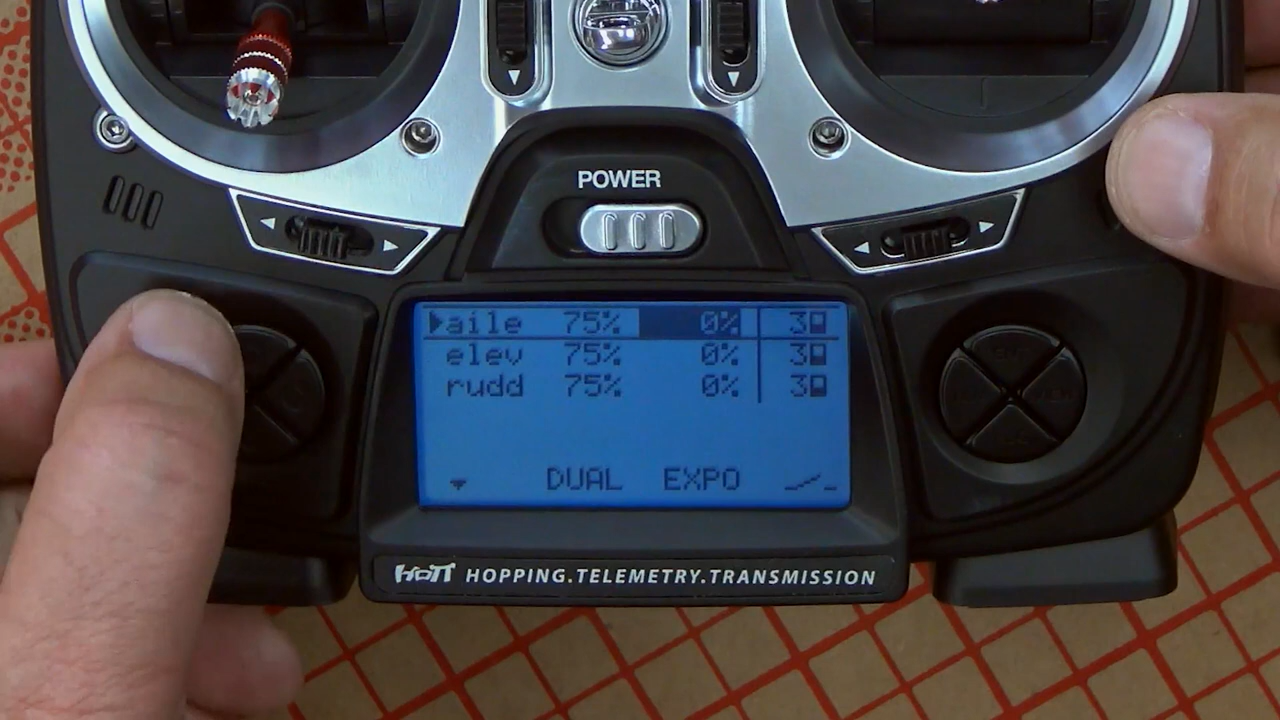 POWER
aile 75% 0% 3
elev 75% 0% 3
rudd 75% 0% 3
DUAL EXPO
HoTT HOPPING.TELEMETRY.TRANSMISSION